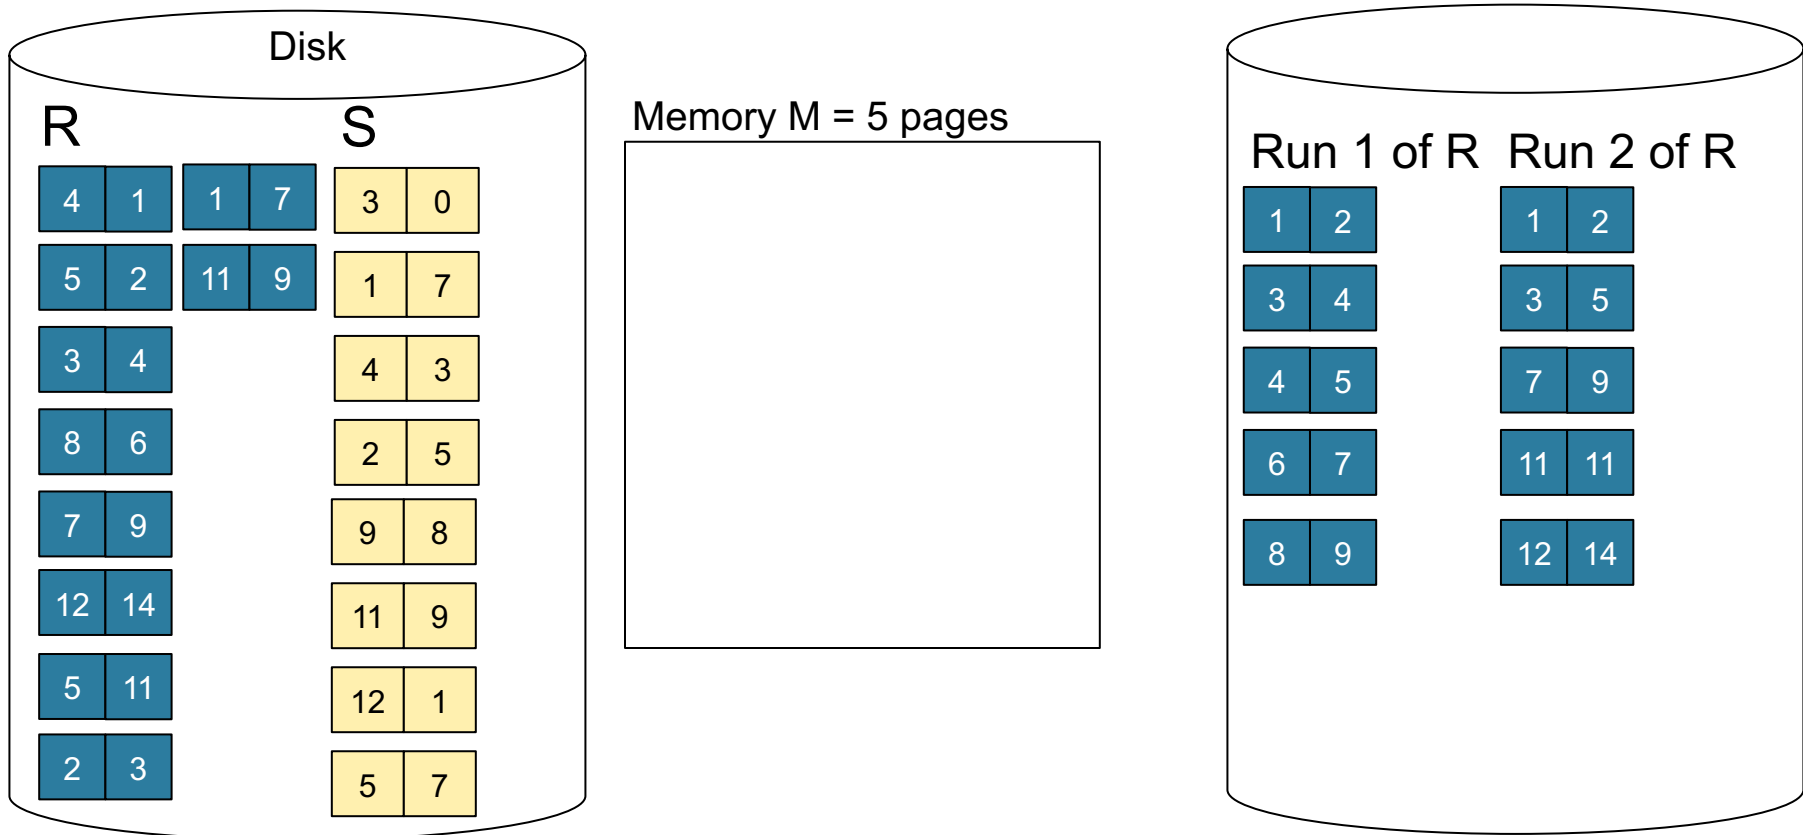 Disk
R S
Memory M = 5 pages
Run 1 of R Run 2 of R
4 1 1 7 3 0
5 2 11 9 1 7
3 4 4 3
8 6 2 5
7 9 9 8
12 14 11 9
5 11 12 1
2 3 5 7
1 2 1 2
3 4 3 5
4 5 7 9
6 7 11 11
8 9 12 14